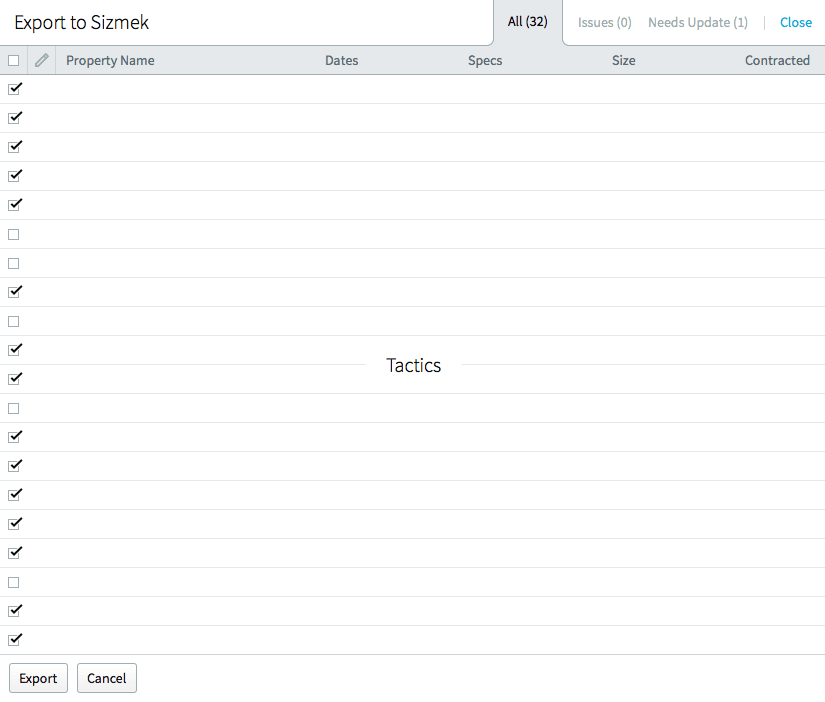 Export to Sizmek
All (32)
Issues (0)
Needs Update (1)
Close
Property Name
Dates
Specs
Size
Contracted
Tactics
Export
Cancel